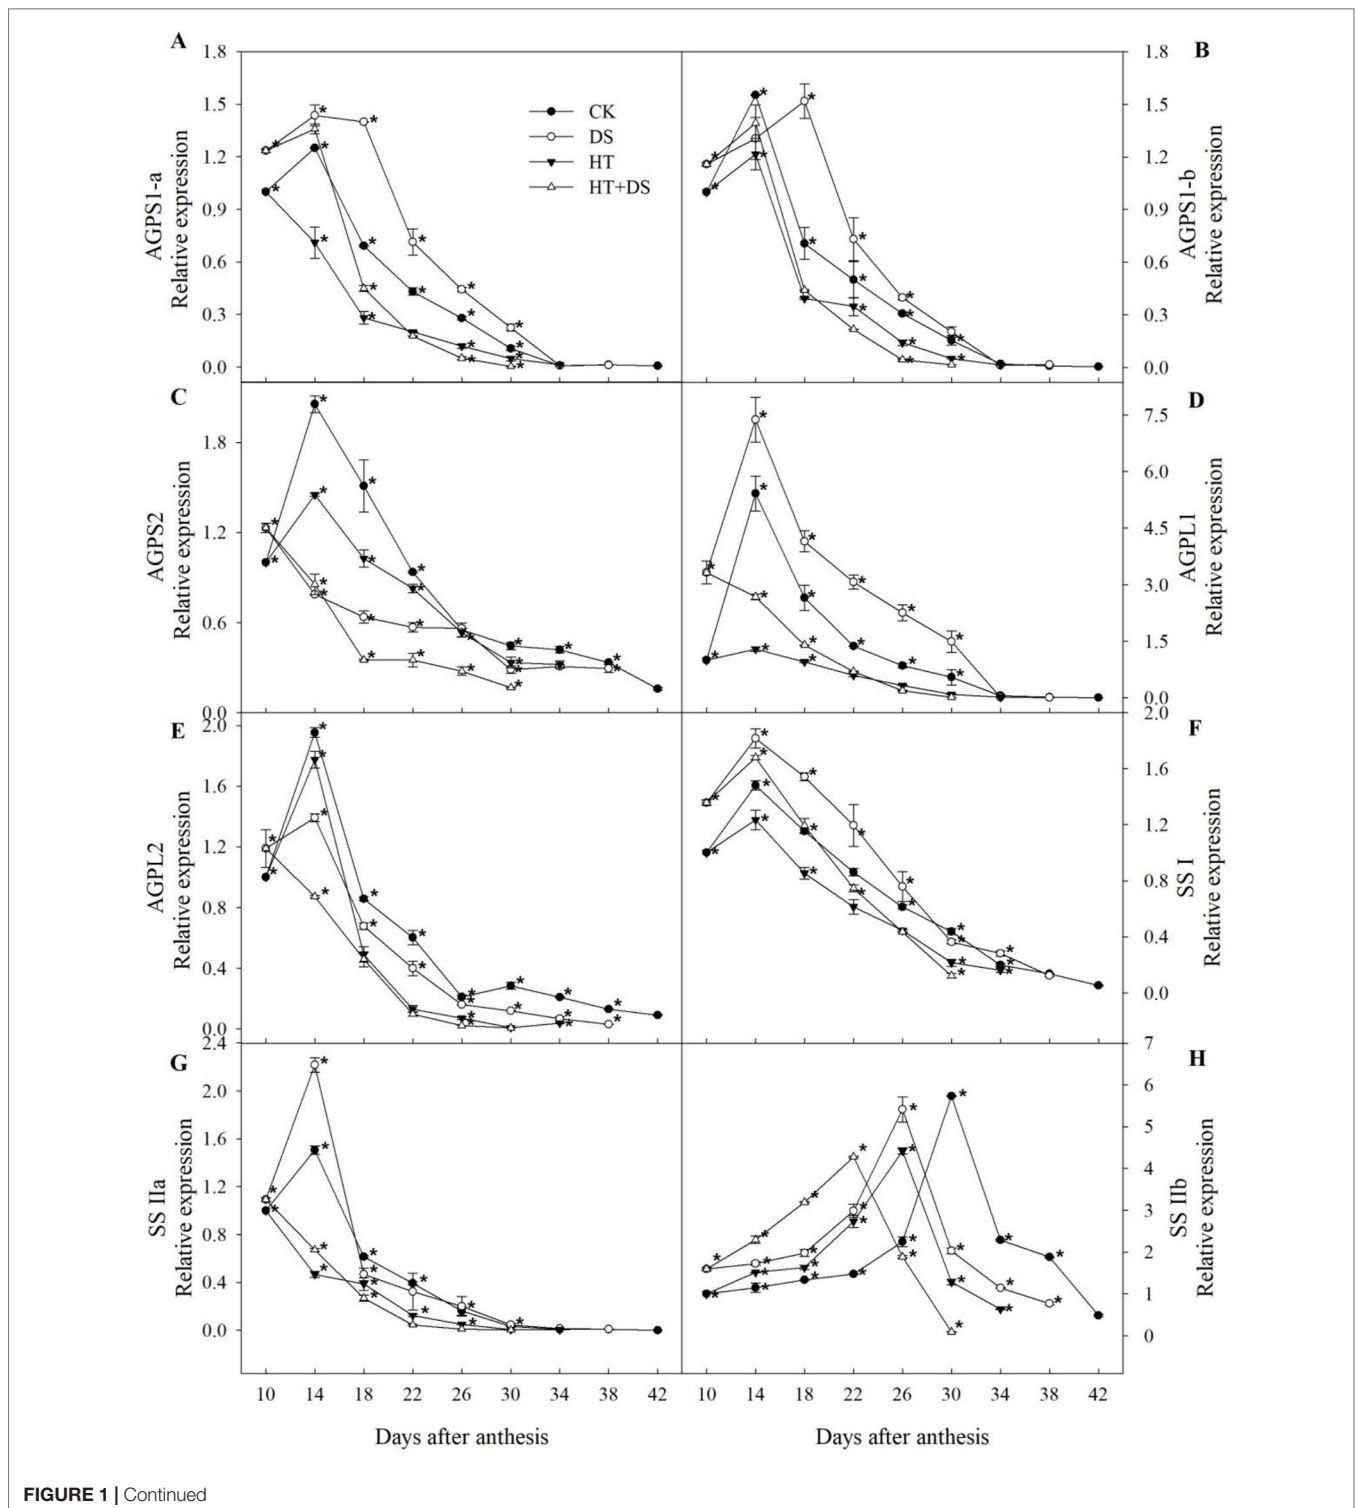 A
1.8
1.5
1.2
0.9
0.6
0.3
0.0
AGPS1-a
Relative expression
CK
DS
HT
HT+DS
B
1.8
1.5
1.2
0.9
0.6
0.3
0.0
AGPS1-b
Relative expression
C
1.8
1.2
0.6
0.0
AGPS2
Relative expression
D
7.5
6.0
4.5
3.0
1.5
0.0
AGPL1
Relative expression
E
2.0
1.6
1.2
0.8
0.4
0.0
AGPL2
Relative expression
F
2.0
1.6
1.2
0.8
0.4
0.0
SS I
Relative expression
G
2.4
2.0
1.6
1.2
0.8
0.4
0.0
SS IIa
Relative expression
H
7
6
5
4
3
2
1
0
SS IIb
Relative expression
10 14 18 22 26 30 34 38 42
10 14 18 22 26 30 34 38 42
Days after anthesis
Days after anthesis
FIGURE 1 | Continued